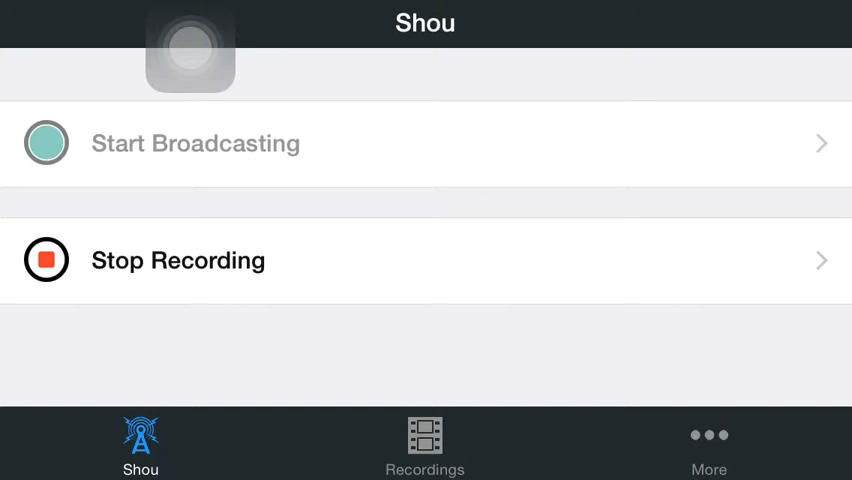 Shou
Start Broadcasting
Stop Recording
Shou
Recordings
More